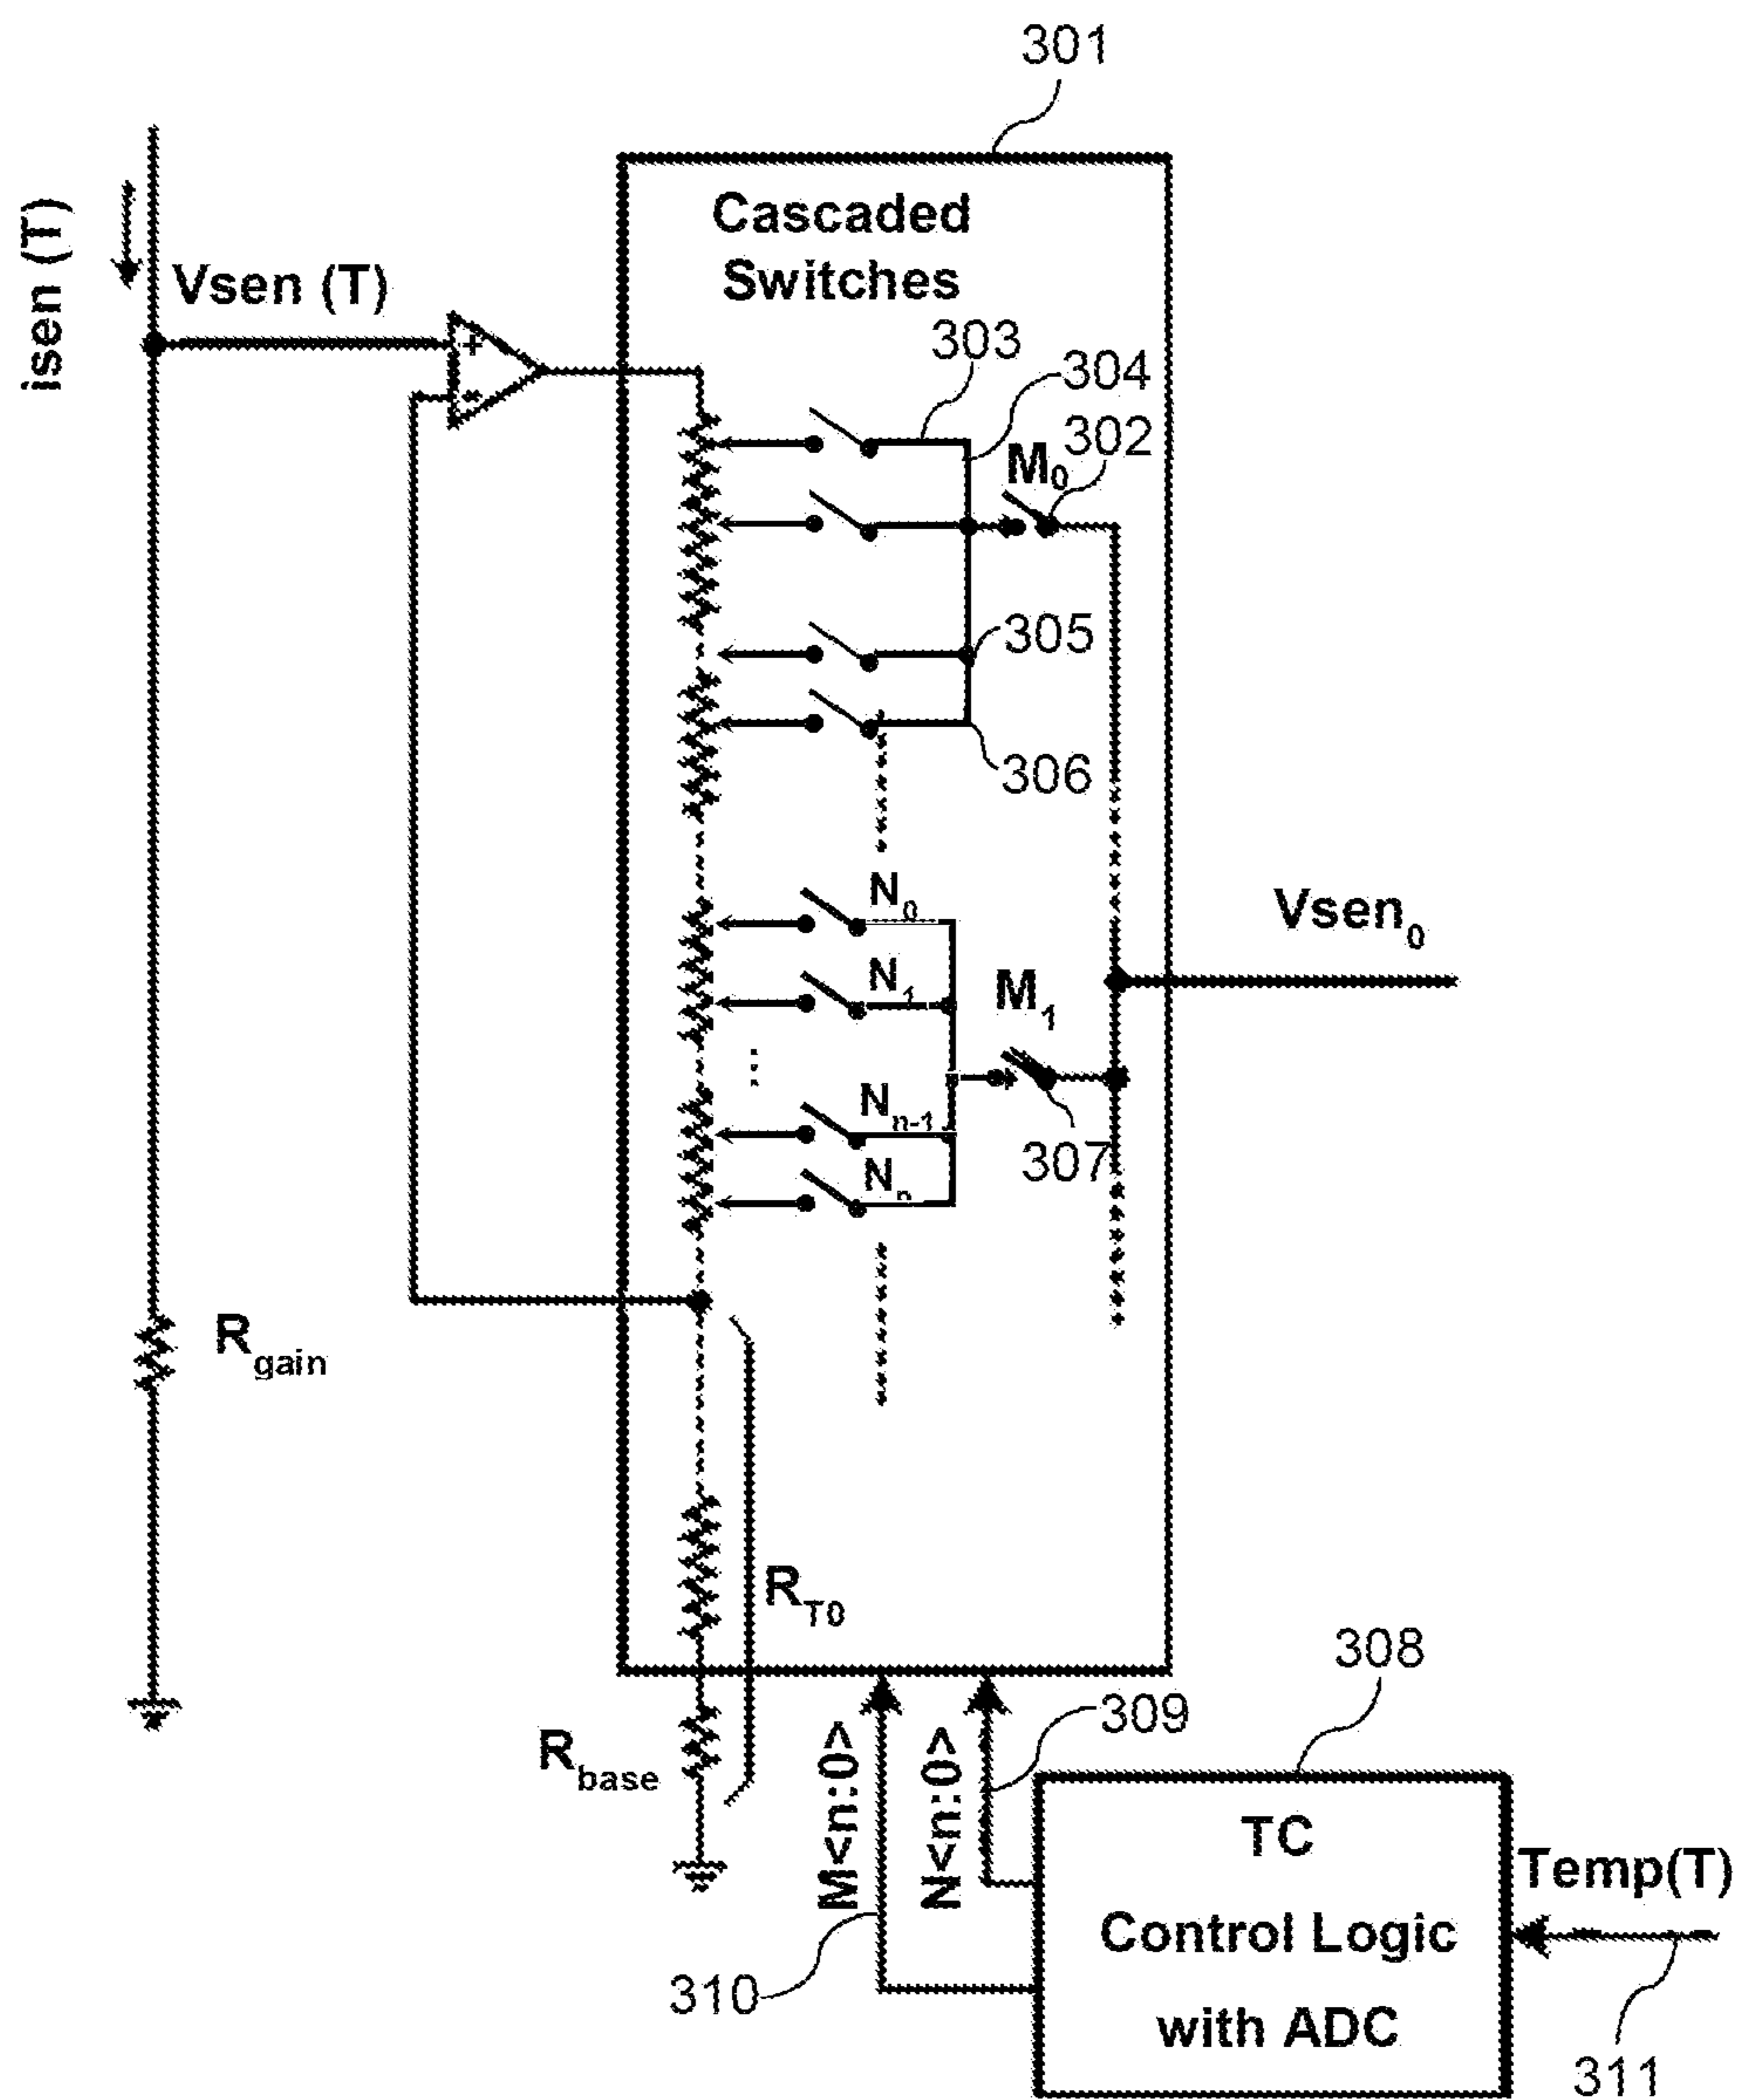 301
Cascaded
Switches
isen (T)
Vsen (T)
+
-
303
304
302
M0
305
306
N0
Vsen0
N1
M1
Nn-1
307
Nn
Rgain
RT0
308
309
Rbase
M<n:0>
N<n:0>
TC
Control Logic
with ADC
Temp(T)
310
311